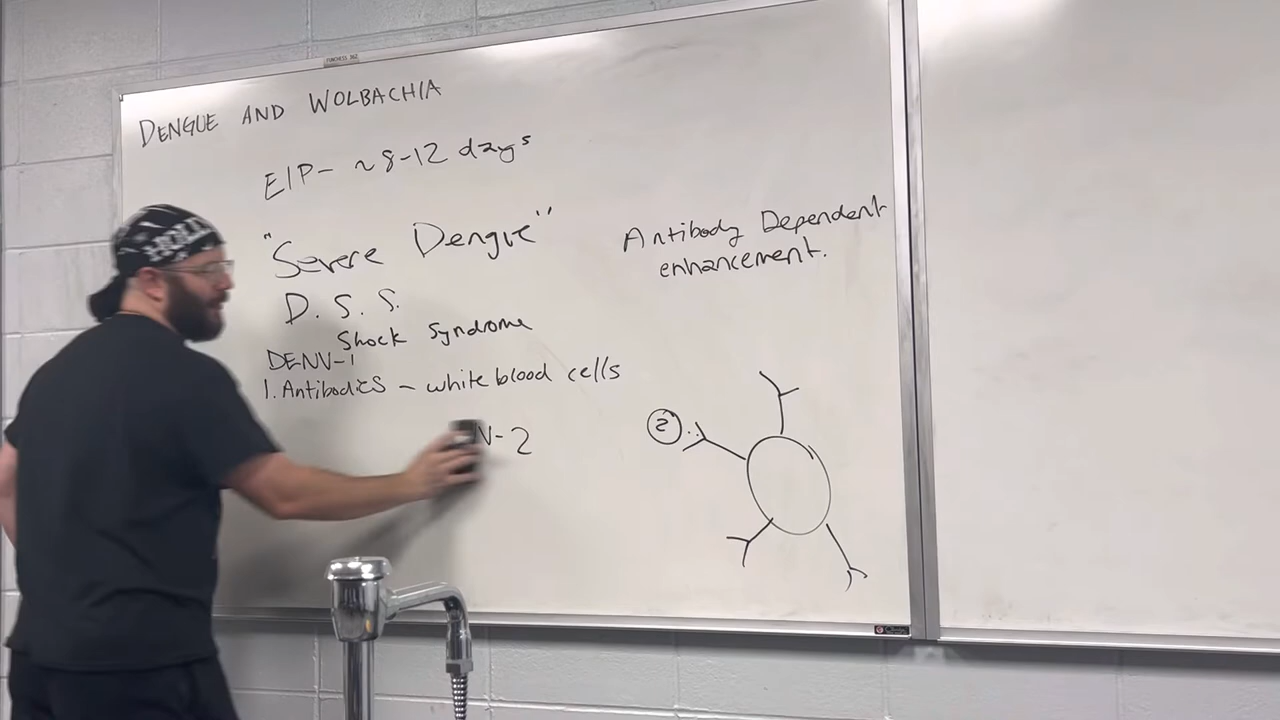 DENGUE AND WOLBACHIA
EIP- ~8-12 days
"Severe Dengue"
D. S. S.
Shock Syndrome
DENV-1
1. Antibodies - white blood cells
V-2
Antibody Dependent
enhancement.
2